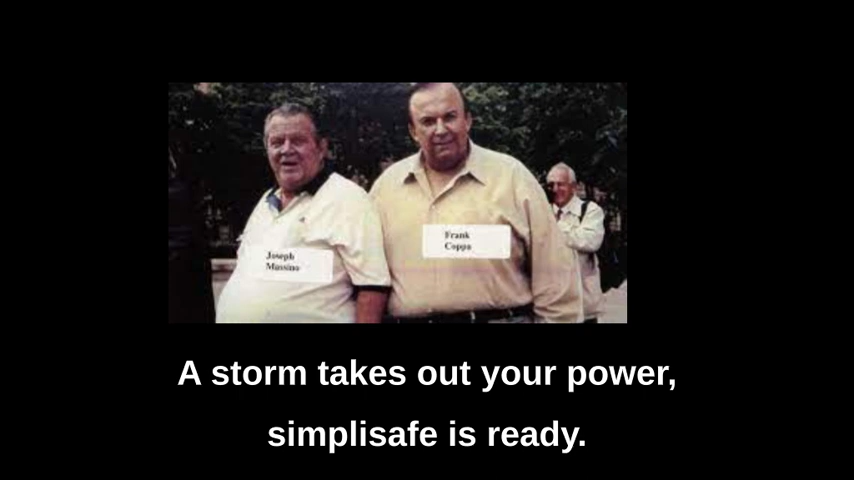 Joseph
Massino
Frank
Coppa
A storm takes out your power,
simplisafe is ready.